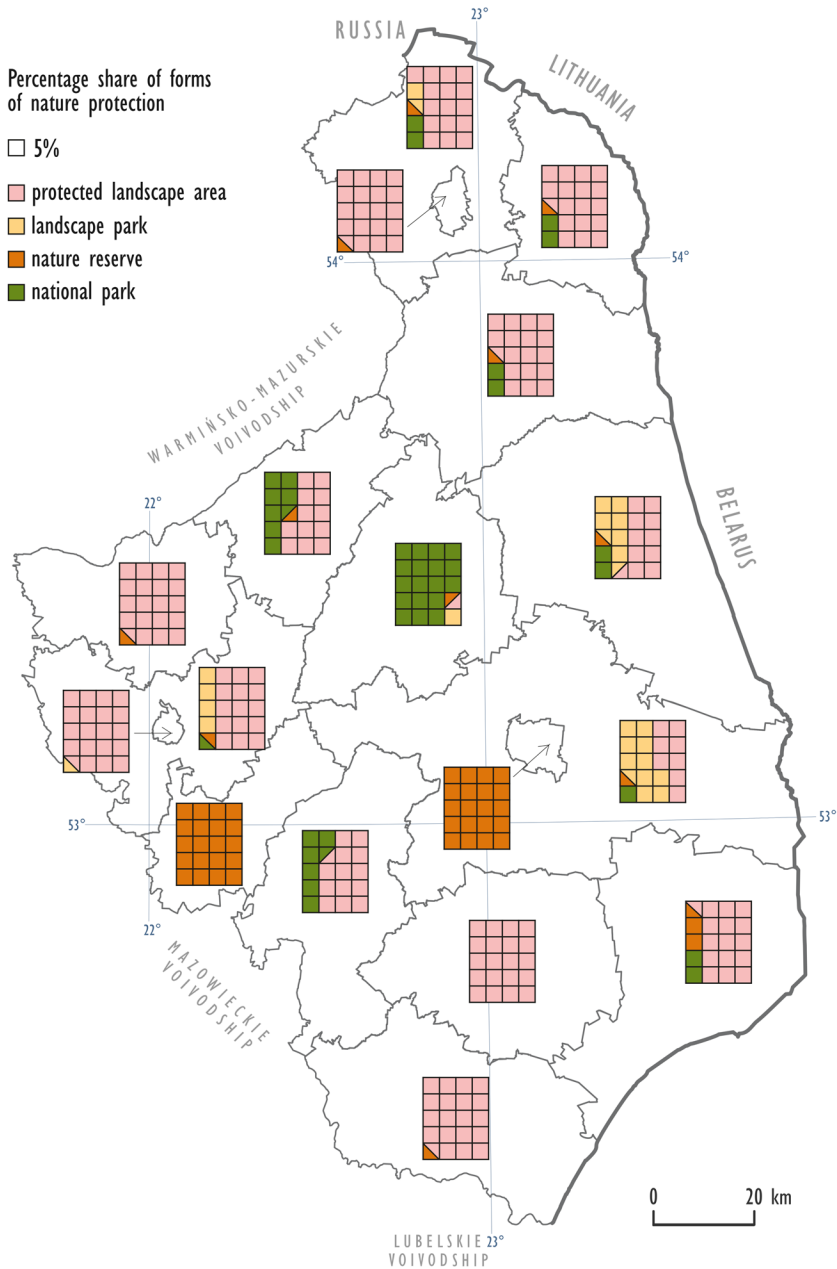 23°
RUSSIA
LITHUANIA
Percentage share of forms
of nature protection
5%
protected landscape area
landscape park
nature reserve
national park
54°
54°
WARMIŃSKO-MAZURSKIE
VOIVODSHIP
22°
BELARUS
53°
53°
22°
MAZOWIECKIE
VOIVODSHIP
0 20 km
LUBELSKIE 23°
VOIVODSHIP